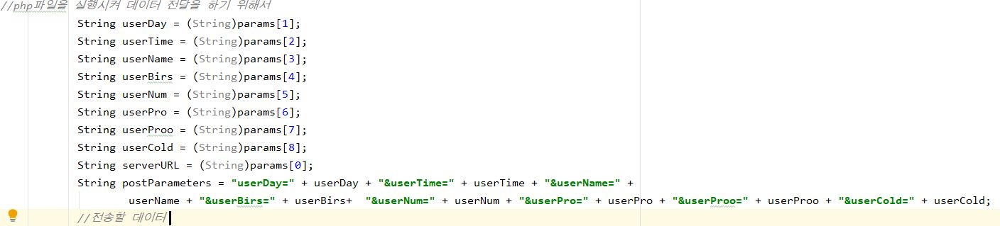 //php파일을 실행시켜 데이터 전달을 하기 위해서
String userDay = (String)params[1];
String userTime = (String)params[2];
String userName = (String)params[3];
String userBirs = (String)params[4];
String userNum = (String)params[5];
String userPro = (String)params[6];
String userProo = (String)params[7];
String userCold = (String)params[8];
String serverURL = (String)params[0];
String postParameters = "userDay=" + userDay + "&userTime=" + userTime + "&userName=" +
userName + "&userBirs=" + userBirs+  "&userNum=" + userNum + "&userPro=" + userPro + "&userProo=" + userProo + "&userCold=" + userCold;
//전송할 데이터